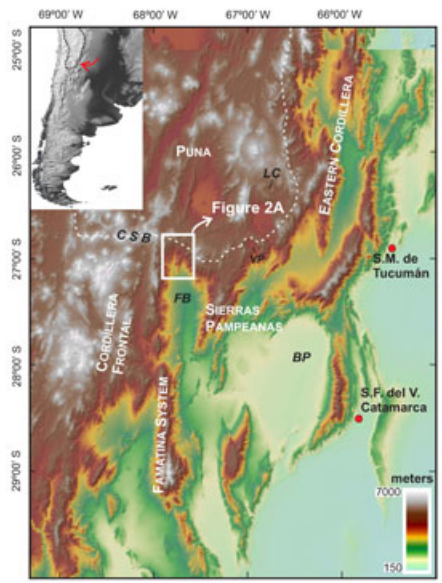 69°00'W 68°00'W 67°00'W 66°00'W
25°00'S
26°00'S
27°00'S
28°00'S
29°00'S
PUNA
LC
EASTERN CORDILLERA
Figure 2A
CSB
VP
S.M. de
Tucumán
FB
SIERRAS
PAMPEANAS
CORDILLERA
FRONTAL
BP
S.F. del V.
Catamarca
FAMATINA SYSTEM
meters
7000
150